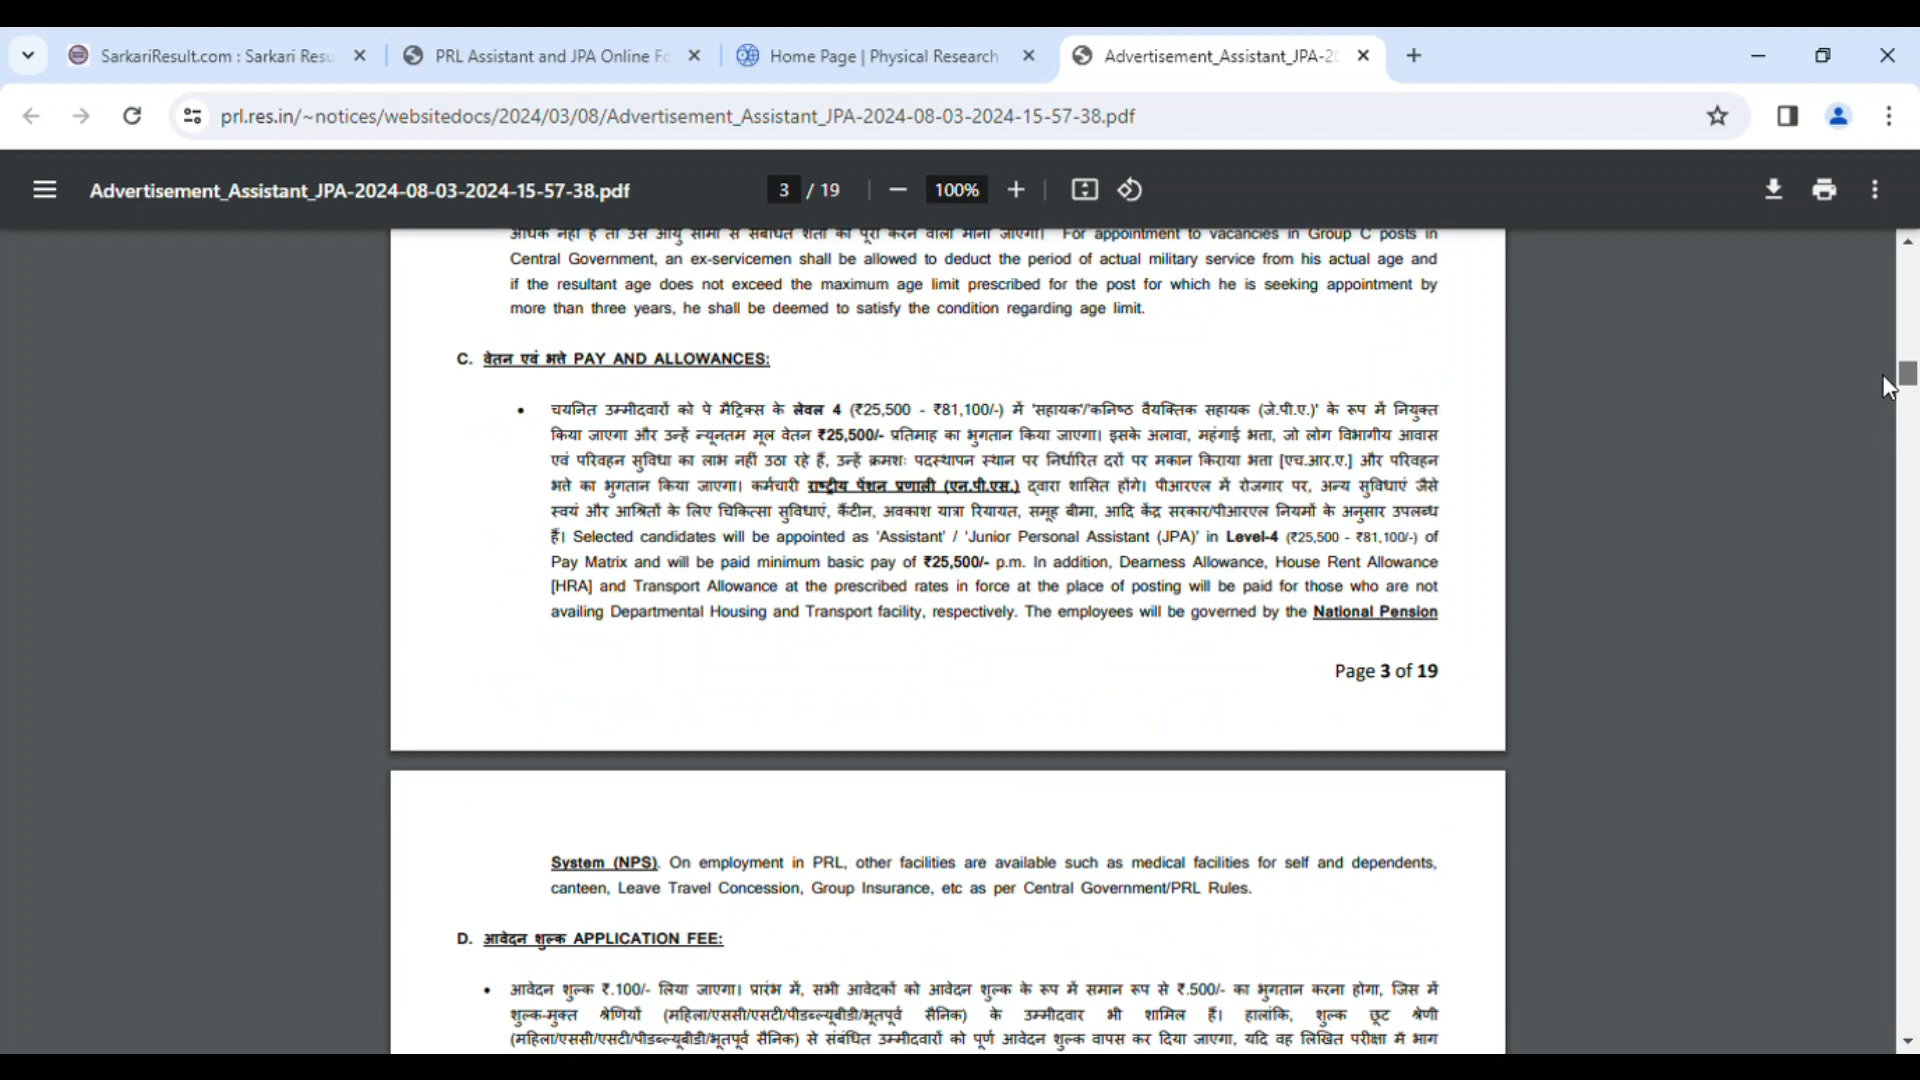 SarkariResult.com : Sarkari Resu
PRL Assistant and JPA Online Fo
Home Page | Physical Research
Advertisement_Assistant_JPA-20
prl.res.in/~notices/websitedocs/2024/03/08/Advertisement_Assistant_JPA-2024-08-03-2024-15-57-38.pdf
Advertisement_Assistant_JPA-2024-08-03-2024-15-57-38.pdf
3 / 19
100%
अधिक नहीं है तो उसे आयु सीमा से संबंधित शर्तों को पूरा करने वाला माना जाएगा। For appointment to vacancies in Group C posts in
Central Government, an ex-servicemen shall be allowed to deduct the period of actual military service from his actual age and
if the resultant age does not exceed the maximum age limit prescribed for the post for which he is seeking appointment by
more than three years, he shall be deemed to satisfy the condition regarding age limit.
C. वेतन एवं भत्ते PAY AND ALLOWANCES:
• चयनित उम्मीदवारों को पे मैट्रिक्स के लेवल 4 (₹25,500 - ₹81,100/-) में 'सहायक'/'कनिष्ठ वैयक्तिक सहायक (जे.पी.ए.)' के रूप में नियुक्त
किया जाएगा और उन्हें न्यूनतम मूल वेतन ₹25,500/- प्रतिमाह का भुगतान किया जाएगा। इसके अलावा, महंगाई भत्ता, जो लोग विभागीय आवास
एवं परिवहन सुविधा का लाभ नहीं उठा रहे हैं, उन्हें क्रमशः पदस्थापन स्थान पर निर्धारित दरों पर मकान किराया भत्ता [एच.आर.ए.] और परिवहन
भत्ते का भुगतान किया जाएगा। कर्मचारी राष्ट्रीय पेंशन प्रणाली (एन.पी.एस.) द्वारा शासित होंगे। पीआरएल में रोजगार पर, अन्य सुविधाएं जैसे
स्वयं और आश्रितों के लिए चिकित्सा सुविधाएं, कैंटीन, अवकाश यात्रा रियायत, समूह बीमा, आदि केंद्र सरकार/पीआरएल नियमों के अनुसार उपलब्ध
हैं। Selected candidates will be appointed as 'Assistant' / 'Junior Personal Assistant (JPA)' in Level-4 (₹25,500 - ₹81,100/-) of
Pay Matrix and will be paid minimum basic pay of ₹25,500/- p.m. In addition, Dearness Allowance, House Rent Allowance
[HRA] and Transport Allowance at the prescribed rates in force at the place of posting will be paid for those who are not
availing Departmental Housing and Transport facility, respectively. The employees will be governed by the National Pension
Page 3 of 19
System (NPS). On employment in PRL, other facilities are available such as medical facilities for self and dependents,
canteen, Leave Travel Concession, Group Insurance, etc as per Central Government/PRL Rules.
D. आवेदन शुल्क APPLICATION FEE:
• आवेदन शुल्क ₹.100/- लिया जाएगा। प्रारंभ में, सभी आवेदकों को आवेदन शुल्क के रूप में समान रूप से ₹.500/- का भुगतान करना होगा, जिस में
शुल्क-मुक्त श्रेणियों (महिला/एससी/एसटी/पीडब्ल्यूबीडी/भूतपूर्व सैनिक) के उम्मीदवार भी शामिल हैं। हालांकि, शुल्क छूट श्रेणी
(महिला/एससी/एसटी/पीडब्ल्यूबीडी/भूतपूर्व सैनिक) से संबंधित उम्मीदवारों को पूर्ण आवेदन शुल्क वापस कर दिया जाएगा, यदि वह लिखित परीक्षा में भाग